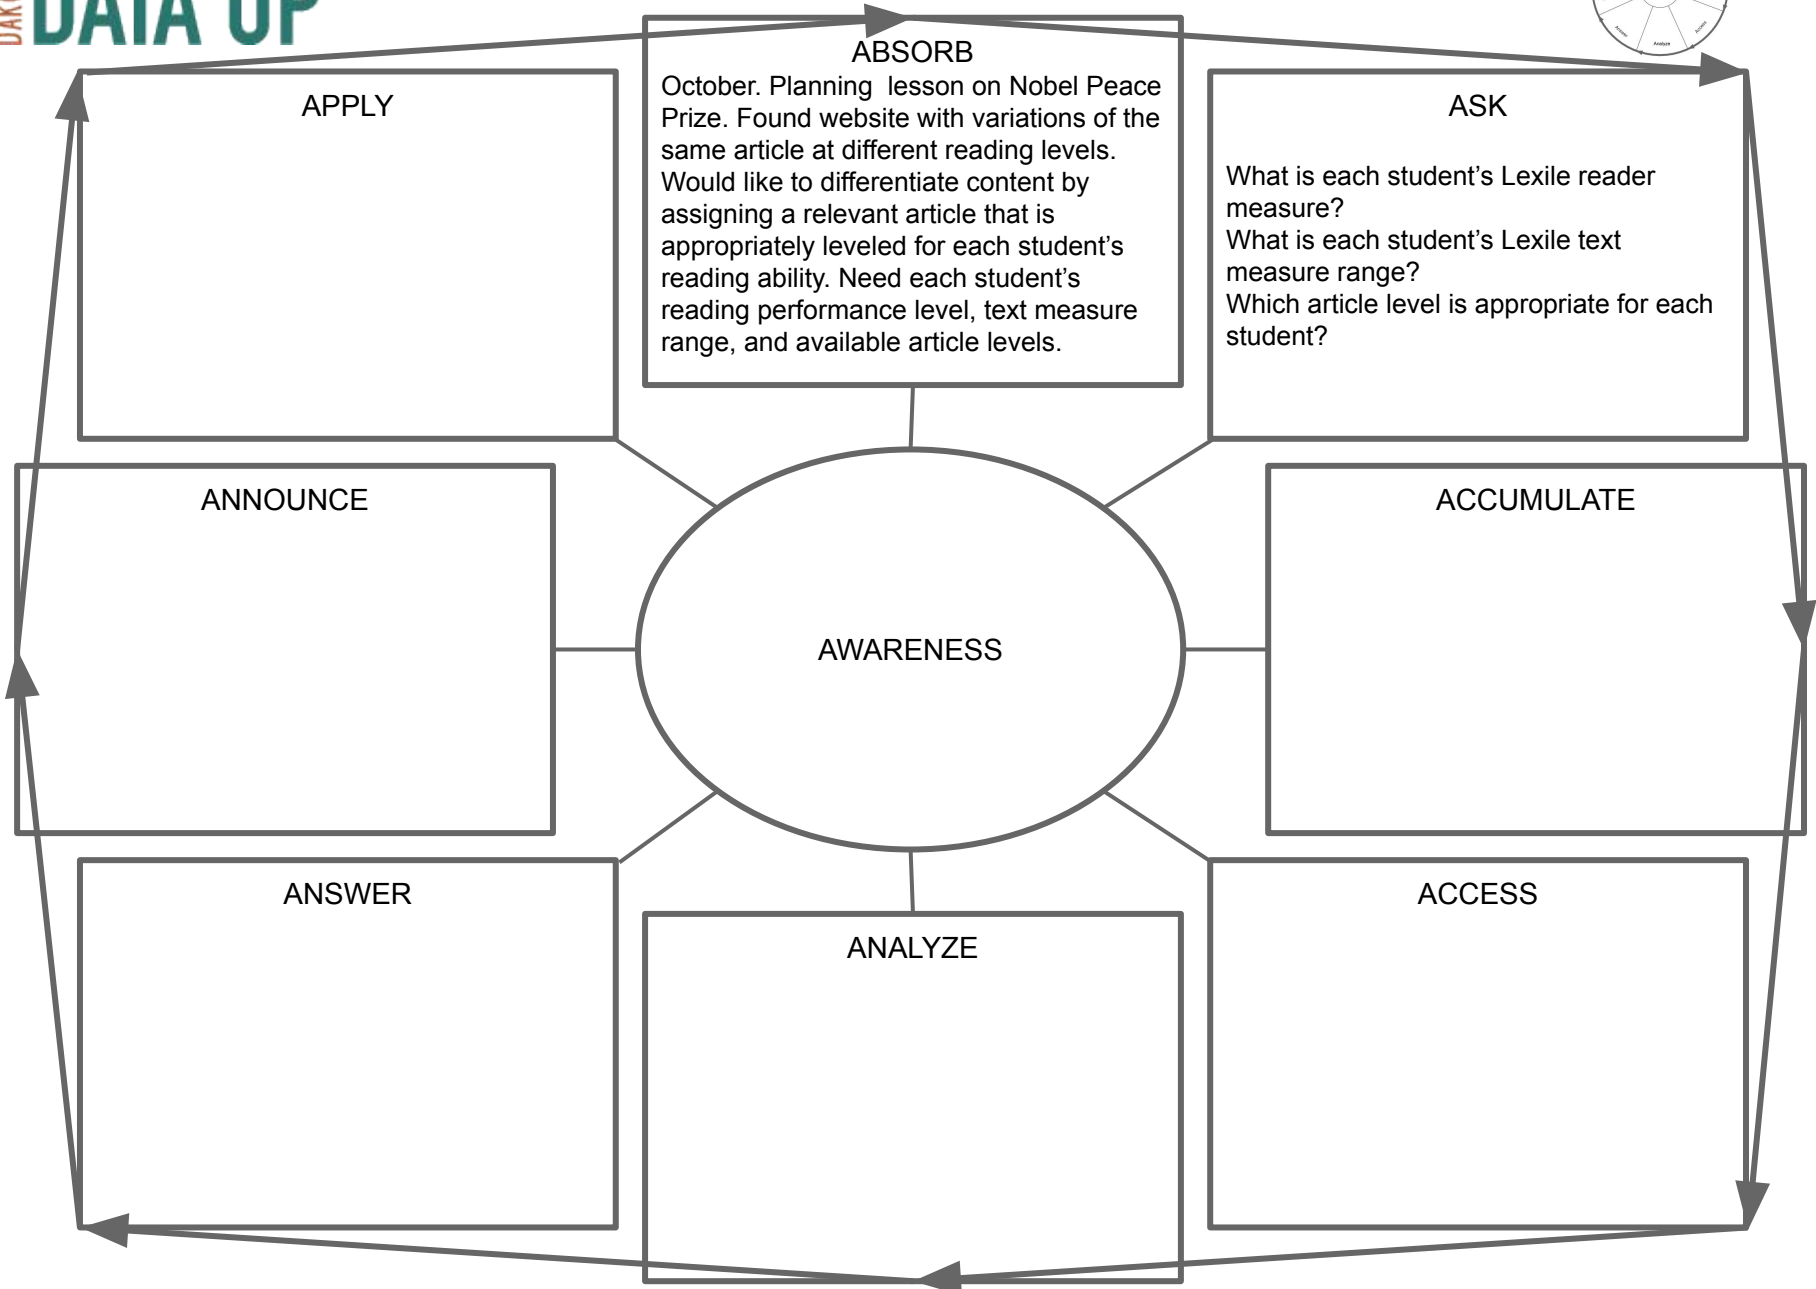 DATA UP
ABSORB
October. Planning  lesson on Nobel Peace
Prize. Found website with variations of the
same article at different reading levels.
Would like to differentiate content by
assigning a relevant article that is
appropriately leveled for each student’s
reading ability. Need each student’s
reading performance level, text measure
range, and available article levels.
ASK
What is each student’s Lexile reader
measure?
What is each student’s Lexile text
measure range?
Which article level is appropriate for each
student?
ACCUMULATE
ACCESS
ANALYZE
ANSWER
ANNOUNCE
APPLY
AWARENESS
Answer
Analyze
Access